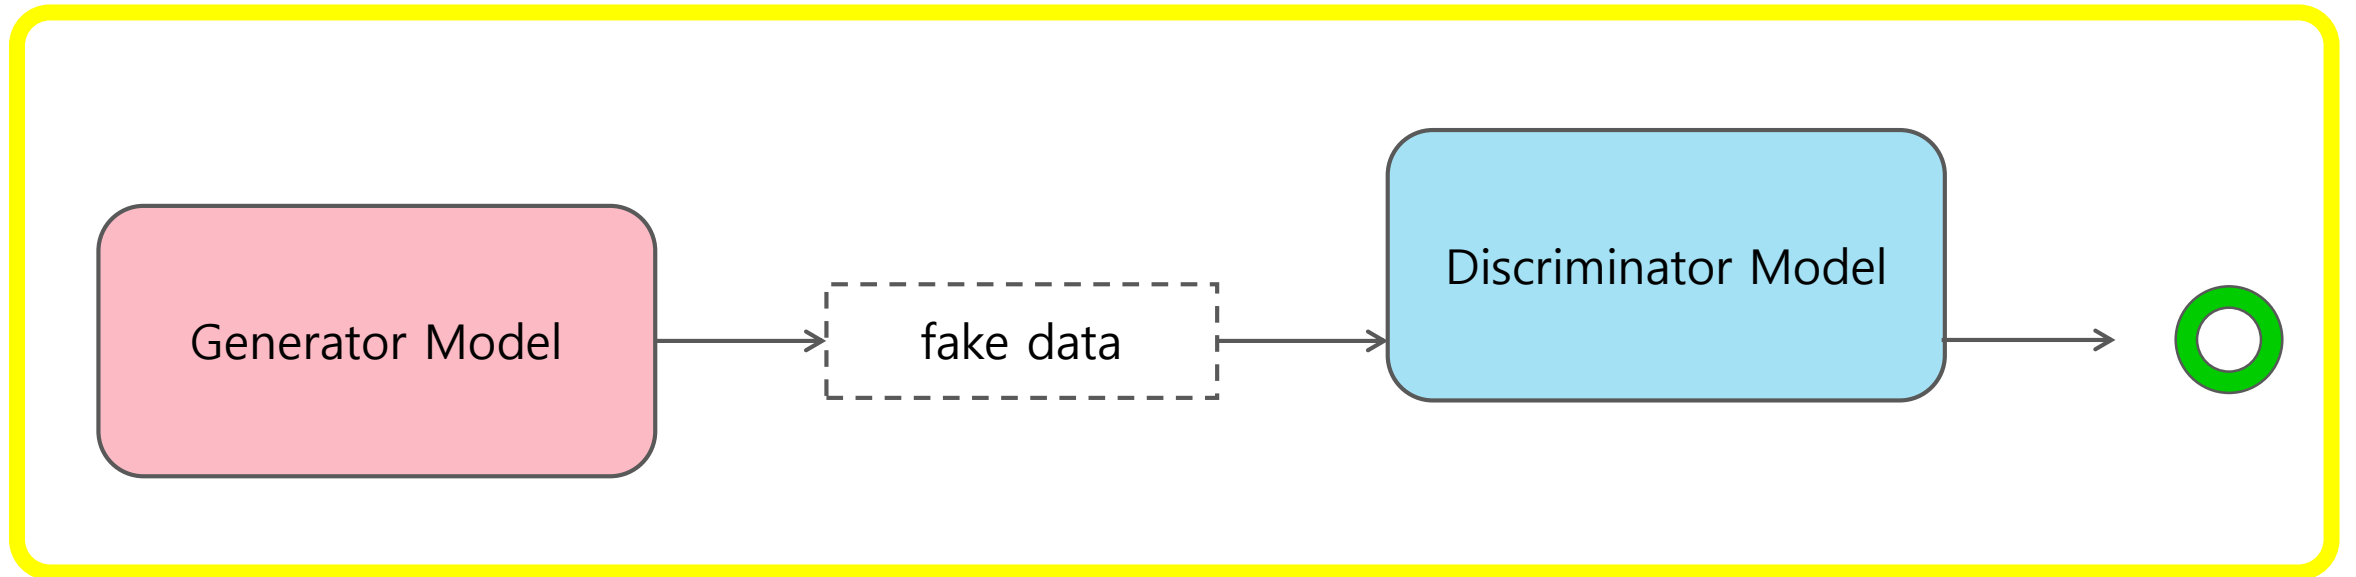 Generator Model
fake data
Discriminator Model